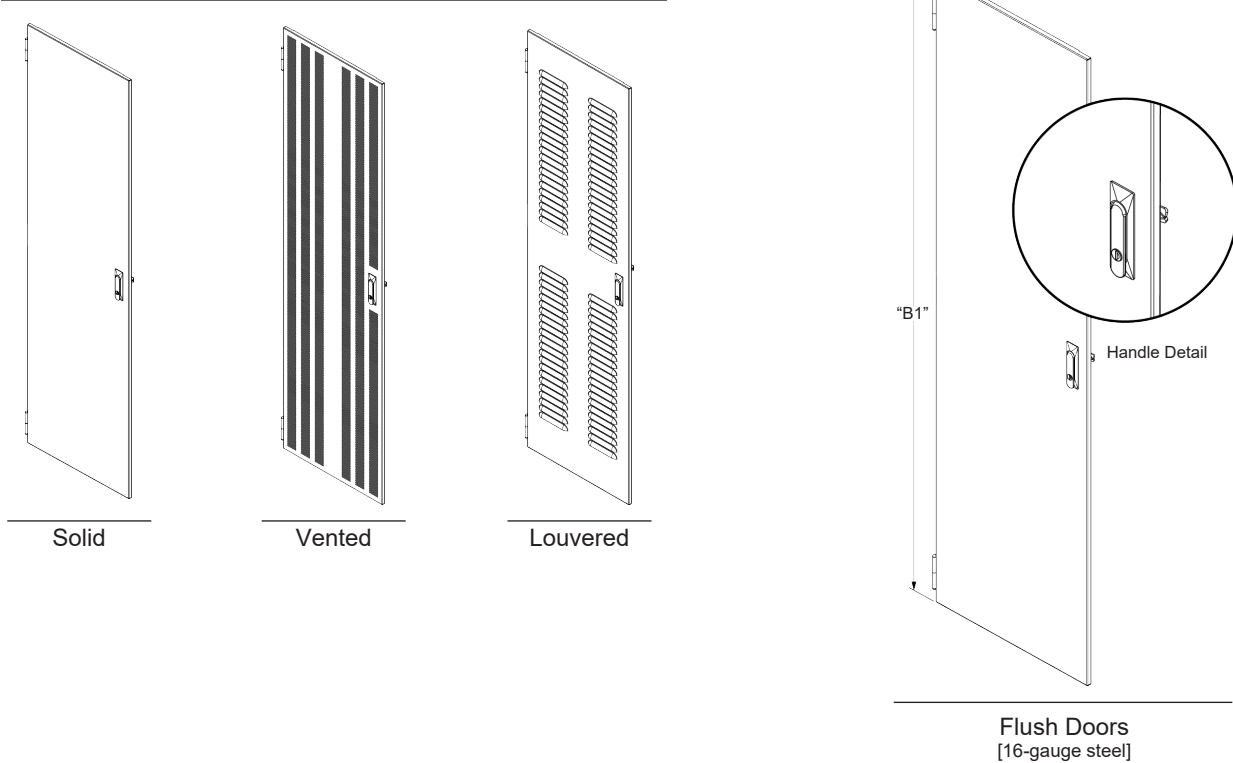 Solid
Vented
Louvered
“B1”
Handle Detail
Flush Doors
[16-gauge steel]